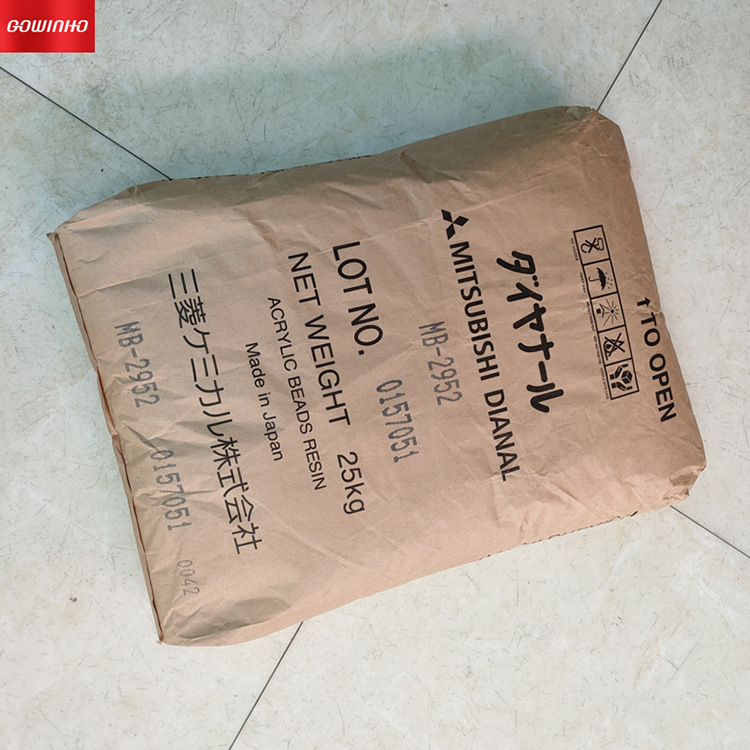 GOWINHO
↑TO OPEN
ダイヤナール
MITSUBISHI DIANAL
MB-2952
LOT NO. 0157051
NET WEIGHT 25kg
ACRYLIC BEADS RESIN
Made in Japan
三菱ケミカル株式会社
MB-2952 0157051 0042